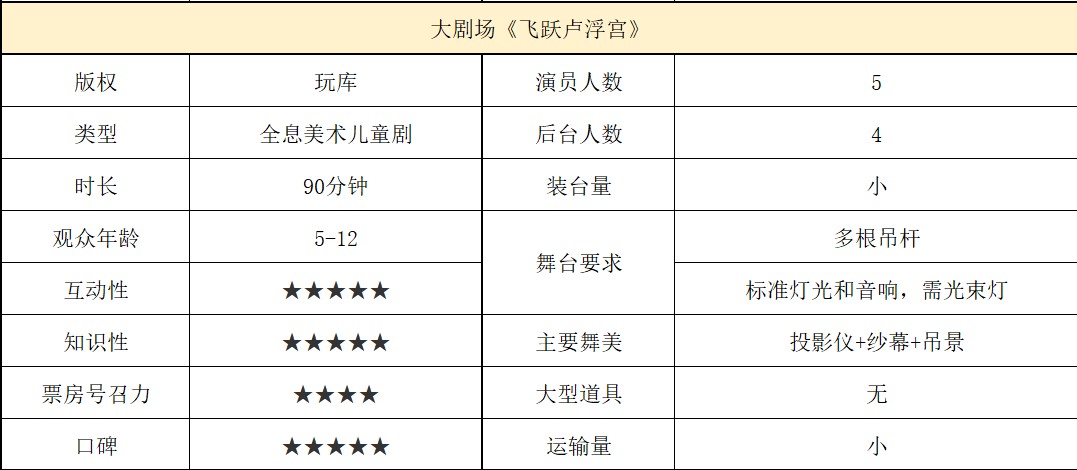 大剧场《飞跃卢浮宫》
版权 玩库 演员人数 5
类型 全息美术儿童剧 后台人数 4
时长 90分钟 装台量 小
观众年龄 5-12 舞台要求 多根吊杆
互动性 ★★★★★ 标准灯光和音响，需光束灯
知识性 ★★★★★ 主要舞美 投影仪+纱幕+吊景
票房号召力 ★★★★ 大型道具 无
口碑 ★★★★★ 运输量 小